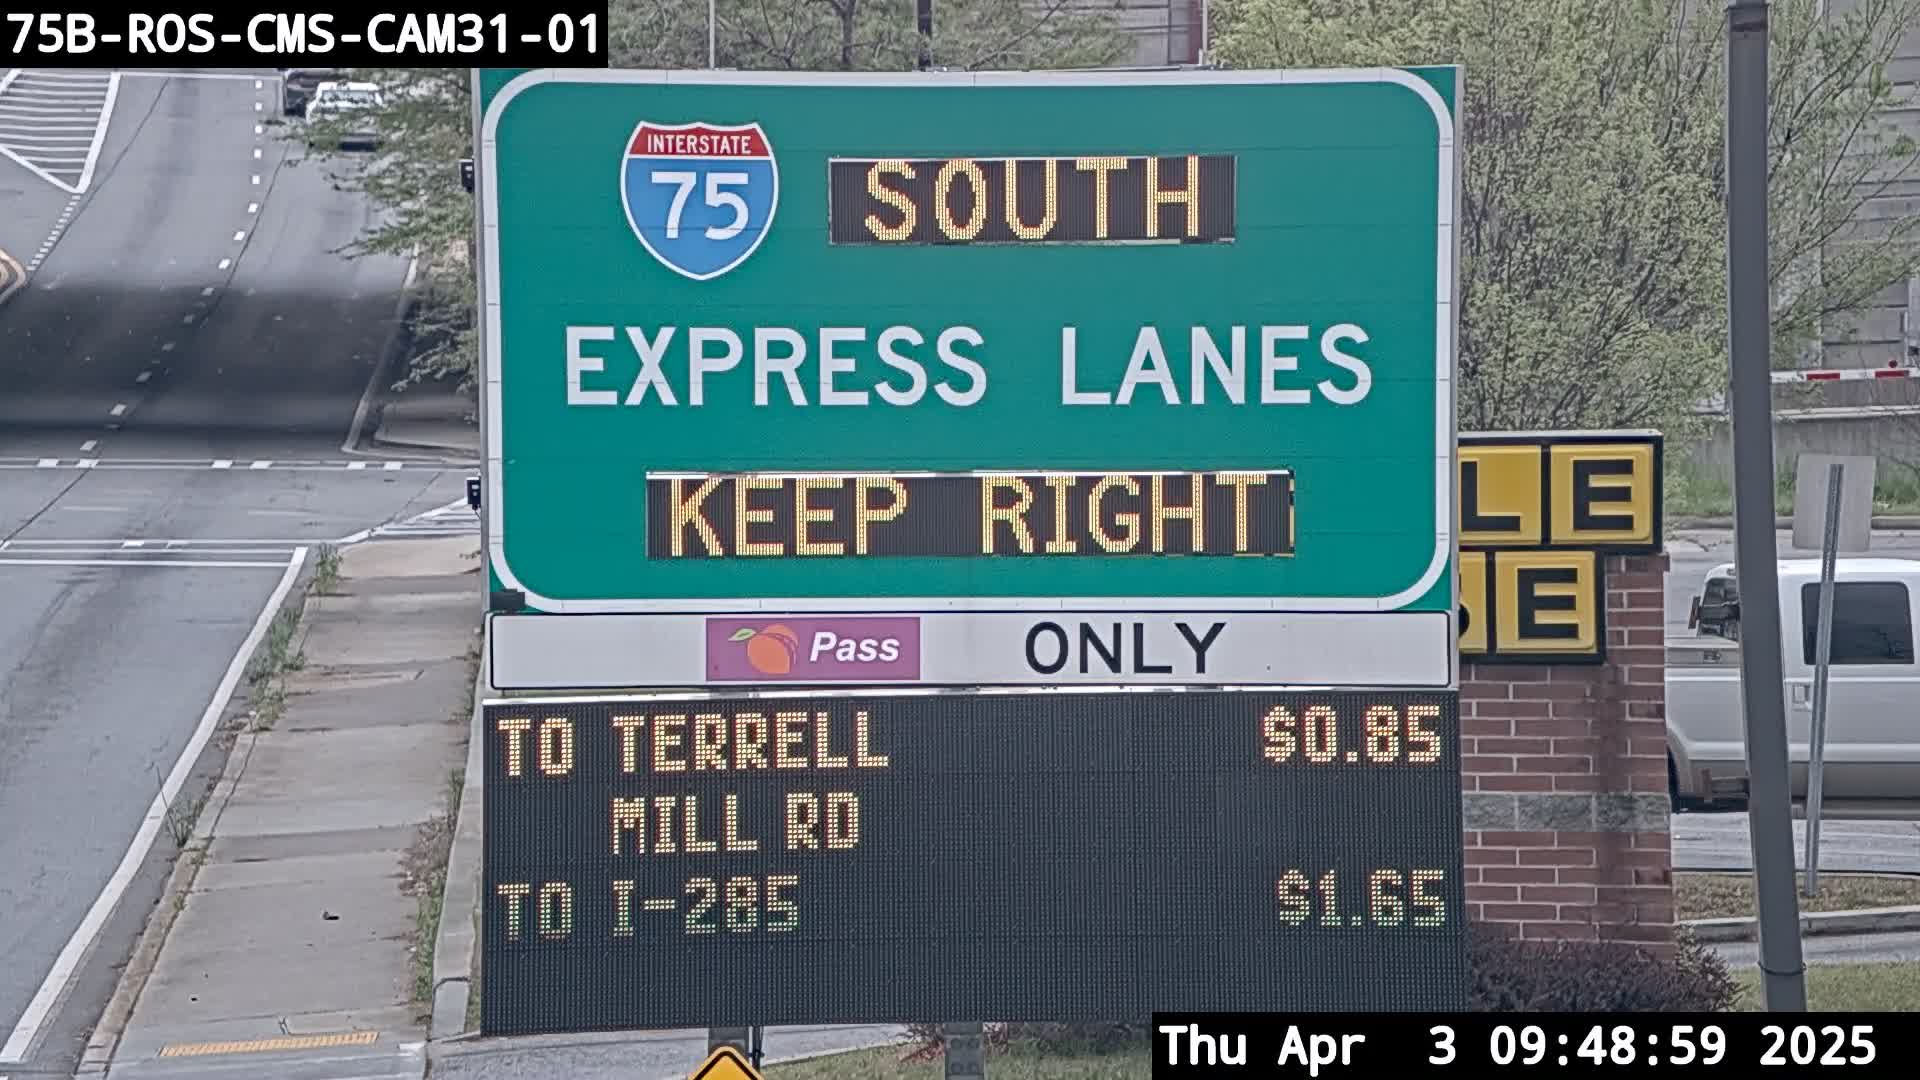 75B-ROS-CMS-CAM31-01
INTERSTATE
75
SOUTH
EXPRESS LANES
KEEP RIGHT
Pass ONLY
TO TERRELL $0.85
MILL RD
TO I-285 $1.65
LE
E
Thu Apr 3 09:48:59 2025